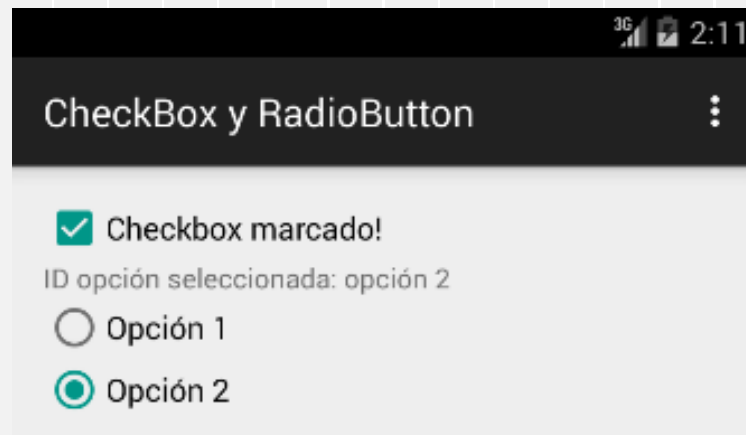 3G 2:11
CheckBox y RadioButton
Checkbox marcado!
ID opción seleccionada: opción 2
Opción 1
Opción 2